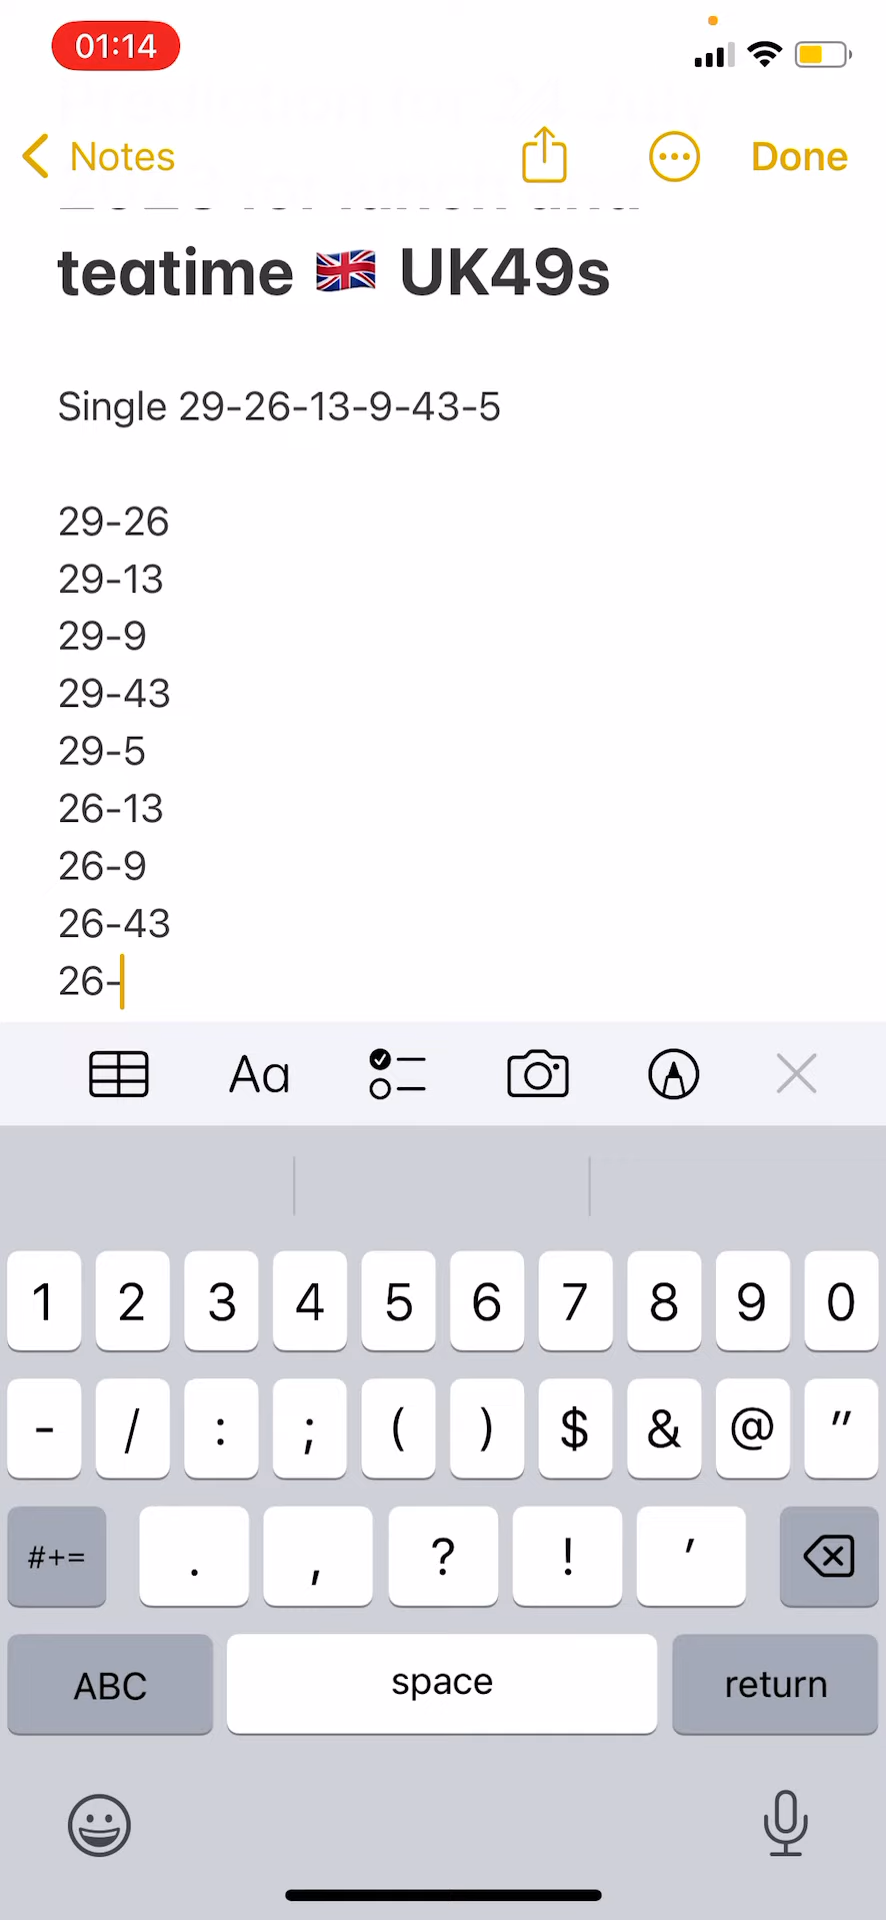 01:14
Notes
Done
teatime 🇬🇧 UK49s
Single 29-26-13-9-43-5
29-26
29-13
29-9
29-43
29-5
26-13
26-9
26-43
26-
Aa
1 2 3 4 5 6 7 8 9 0
- / : ; ( ) $ & @ "
#+= . , ? ! '
ABC space return